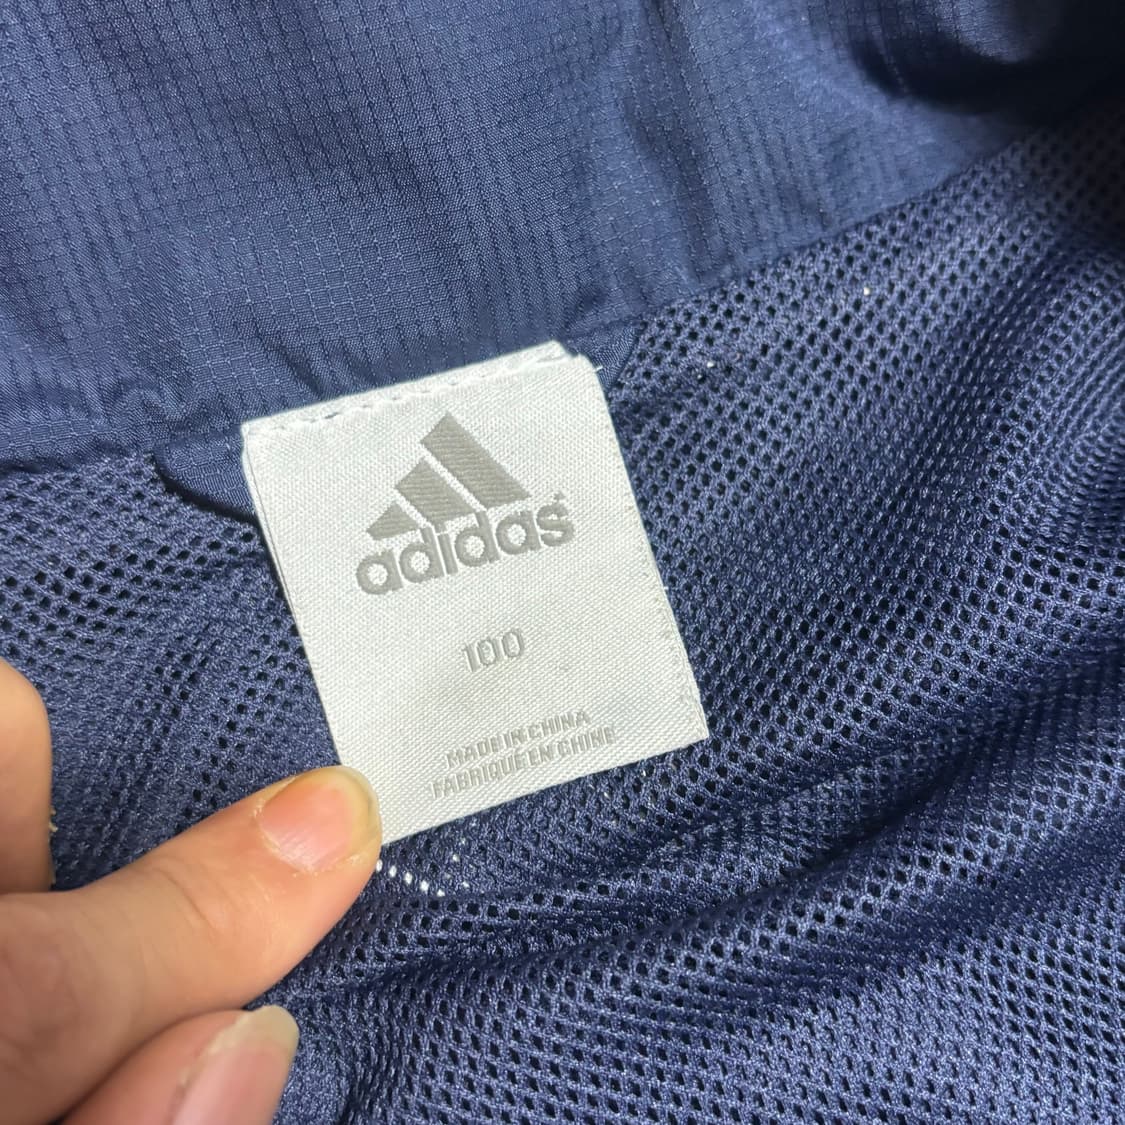 adidas
100
MADE IN CHINA
FABRIQUÉ EN CHINE